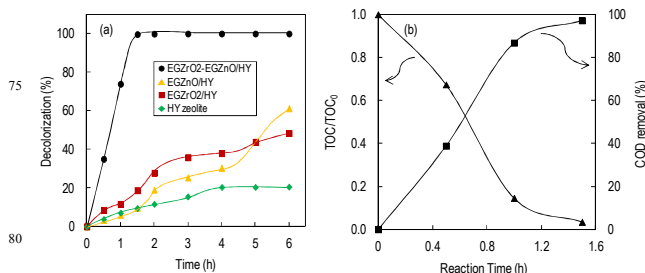 75
80
(a)
Decolorization (%)
120
100
80
60
40
20
0
EGZrO2-EGZnO/HY
EGZnO/HY
EGZrO2/HY
HY zeolite
0 1 2 3 4 5 6
Time (h)
(b)
TOC/TOC0
1.0
0.8
0.6
0.4
0.2
0.0
100
80
60
40
20
0
COD removal (%)
0 0.4 0.8 1.2 1.6
Reaction Time (h)